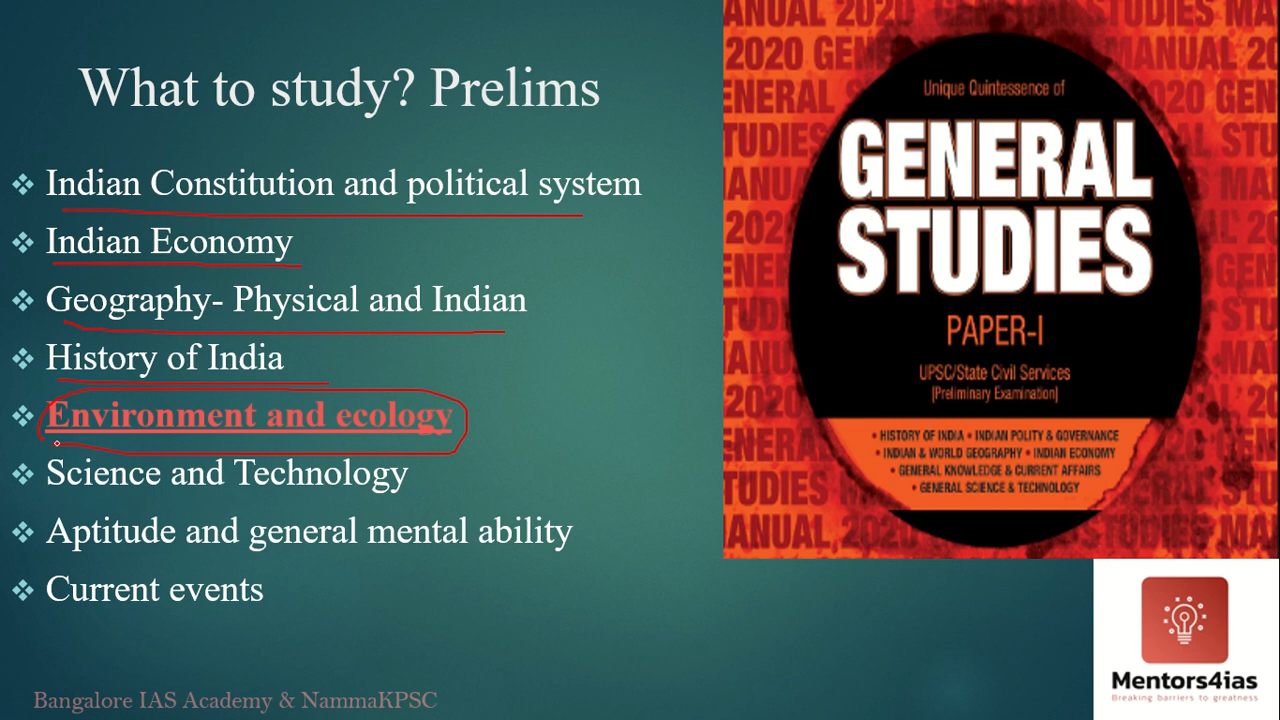 What to study? Prelims
Indian Constitution and political system
Indian Economy
Geography- Physical and Indian
History of India
Environment and ecology
Science and Technology
Aptitude and general mental ability
Current events
Bangalore IAS Academy & NammaKPSC
Unique Quintessence of
GENERAL
STUDIES
PAPER-I
UPSC/State Civil Services
[Preliminary Examination]
• HISTORY OF INDIA • INDIAN POLITY & GOVERNANCE
• INDIAN & WORLD GEOGRAPHY • INDIAN ECONOMY
• GENERAL KNOWLEDGE & CURRENT AFFAIRS
• GENERAL SCIENCE & TECHNOLOGY
Mentors4ias
Breaking barriers to greatness